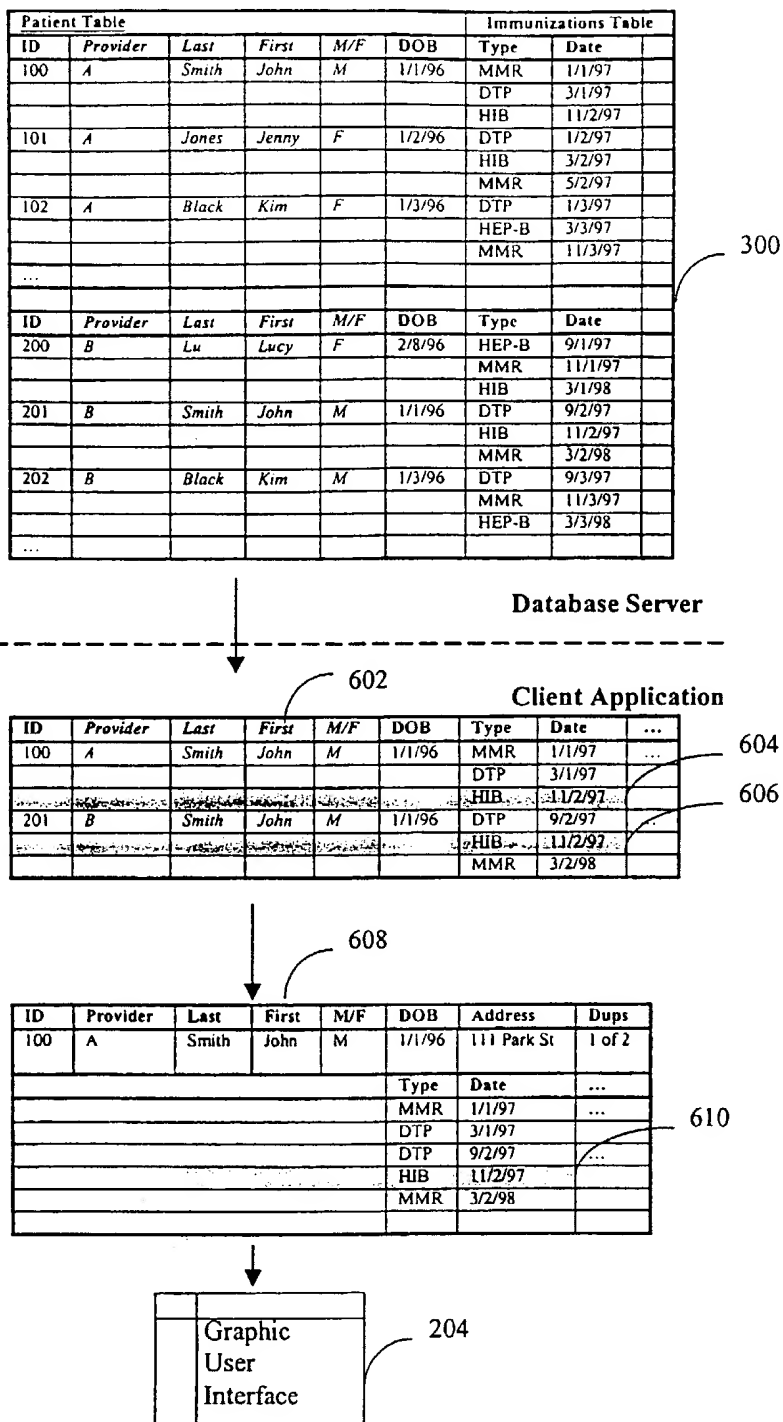 Patient Table Immunizations Table
ID Provider Last First M/F DOB Type Date
100 A Smith John M 1/1/96 MMR 1/1/97
DTP 3/1/97
HIB 11/2/97
101 A Jones Jenny F 1/2/96 DTP 1/2/97
HIB 3/2/97
MMR 5/2/97
102 A Black Kim F 1/3/96 DTP 1/3/97
HEP-B 3/3/97
MMR 11/3/97
300
...
ID Provider Last First M/F DOB Type Date
200 B Lu Lucy F 2/8/96 HEP-B 9/1/97
MMR 11/1/97
HIB 3/1/98
201 B Smith John M 1/1/96 DTP 9/2/97
HIB 11/2/97
MMR 3/2/98
202 B Black Kim M 1/3/96 DTP 9/3/97
MMR 11/3/97
HEP-B 3/3/98
...
Database Server
602
Client Application
ID Provider Last First M/F DOB Type Date ...
100 A Smith John M 1/1/96 MMR 1/1/97 ...
604
DTP 3/1/97
HIB 11/2/97
606
201 B Smith John M 1/1/96 DTP 9/2/97 ...
HIB 11/2/97
MMR 3/2/98
608
ID Provider Last First M/F DOB Address Dups
100 A Smith John M 1/1/96 111 Park St 1 of 2
Type Date ...
MMR 1/1/97 ...
610
DTP 3/1/97
DTP 9/2/97 ...
HIB 11/2/97
MMR 3/2/98
Graphic
204
User
Interface